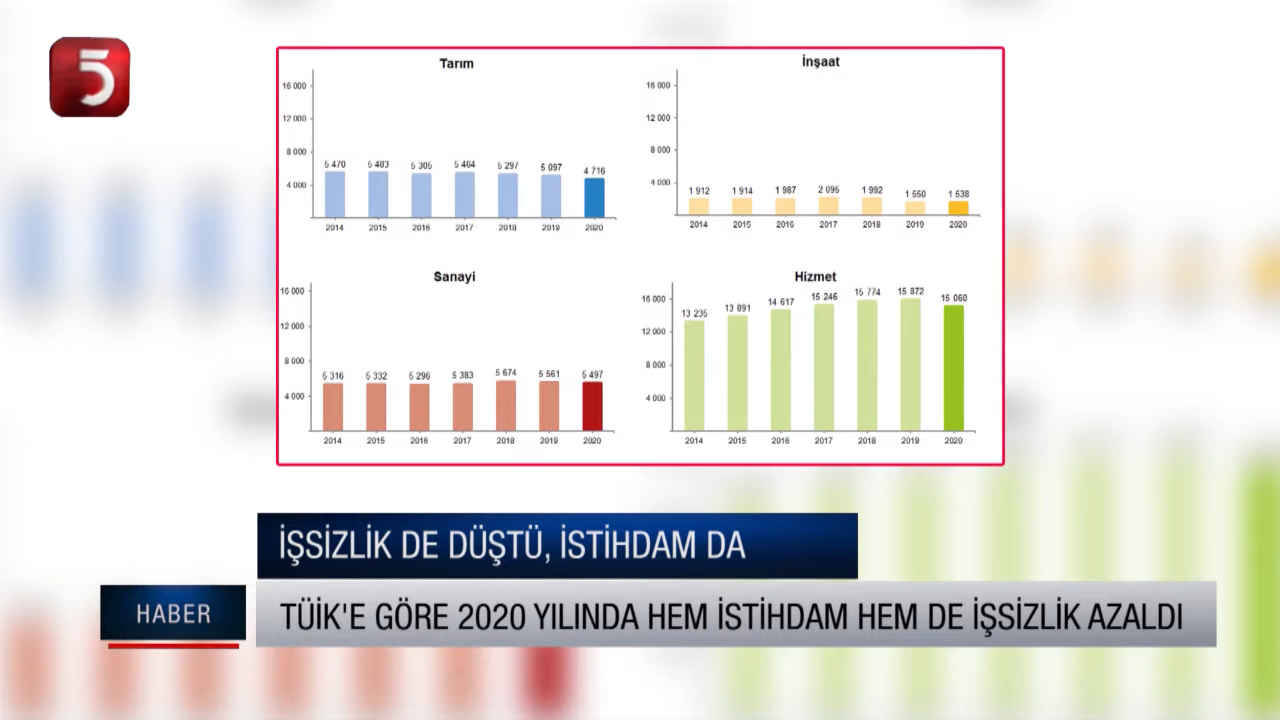 5
Tarım
16 000
12 000
8 000
4 000
5 470 5 483 5 305 5 464 5 297 5 097 4 716
2014 2015 2016 2017 2018 2019 2020
İnşaat
16 000
12 000
8 000
4 000
1 912 1 914 1 987 2 095 1 992 1 550 1 538
2014 2015 2016 2017 2018 2019 2020
Sanayi
16 000
12 000
8 000
4 000
5 316 5 332 5 296 5 383 5 674 5 561 5 497
2014 2015 2016 2017 2018 2019 2020
Hizmet
16 000
12 000
8 000
4 000
13 235 13 891 14 617 15 246 15 774 15 872 15 060
2014 2015 2016 2017 2018 2019 2020
İŞSİZLİK DE DÜŞTÜ, İSTİHDAM DA
HABER
TÜİK'E GÖRE 2020 YILINDA HEM İSTİHDAM HEM DE İŞSİZLİK AZALDI